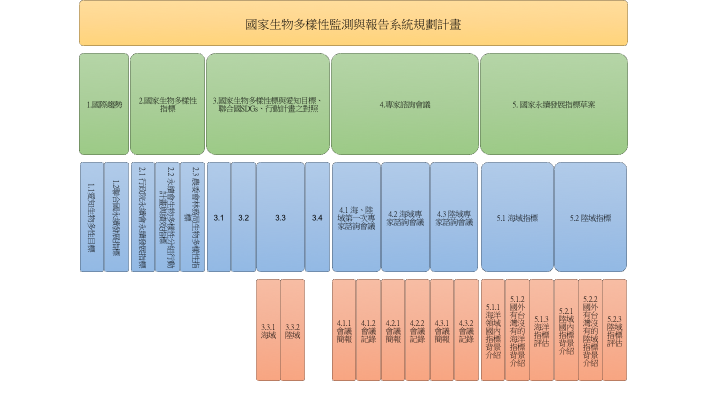 國家生物多樣性監測與報告系統規劃計畫
1.國際趨勢
2.國家生物多樣性
指標
3.國家生物多樣性標與愛知目標、
聯合國SDGs、行動計畫之對照
4.專家諮詢會議
5. 國家永續發展指標草案
1.1愛知生物多性目標
1.2聯合國永續發展指標
2.1 行政院永續會永續發展指標
2.2 永續會生物多樣性分組行動
計畫與績效指標
2.3 農委會林務局生物多樣性指
標
3.1
3.2
3.3
3.4
4.1 海、陸
域第一次專
家諮詢會議
4.2 海域專
家諮詢會議
4.3 陸域專
家諮詢會議
5.1 海域指標
5.2 陸域指標
3.3.1
海域
3.3.2
陸域
4.1.1
會議
簡報
4.1.2
會議
記錄
4.2.1
會議
簡報
4.2.2
會議
記錄
4.3.1
會議
簡報
4.3.2
會議
記錄
5.1.1
海洋
領域
國內
指標
背景
介紹
5.1.2
國外
有台
灣沒
有的
海洋
指標
背景
介紹
5.1.3
海洋
指標
評估
5.2.1
陸域
國內
指標
背景
介紹
5.2.2
國外
有台
灣沒
有的
陸域
指標
背景
介紹
5.2.3
陸域
指標
評估